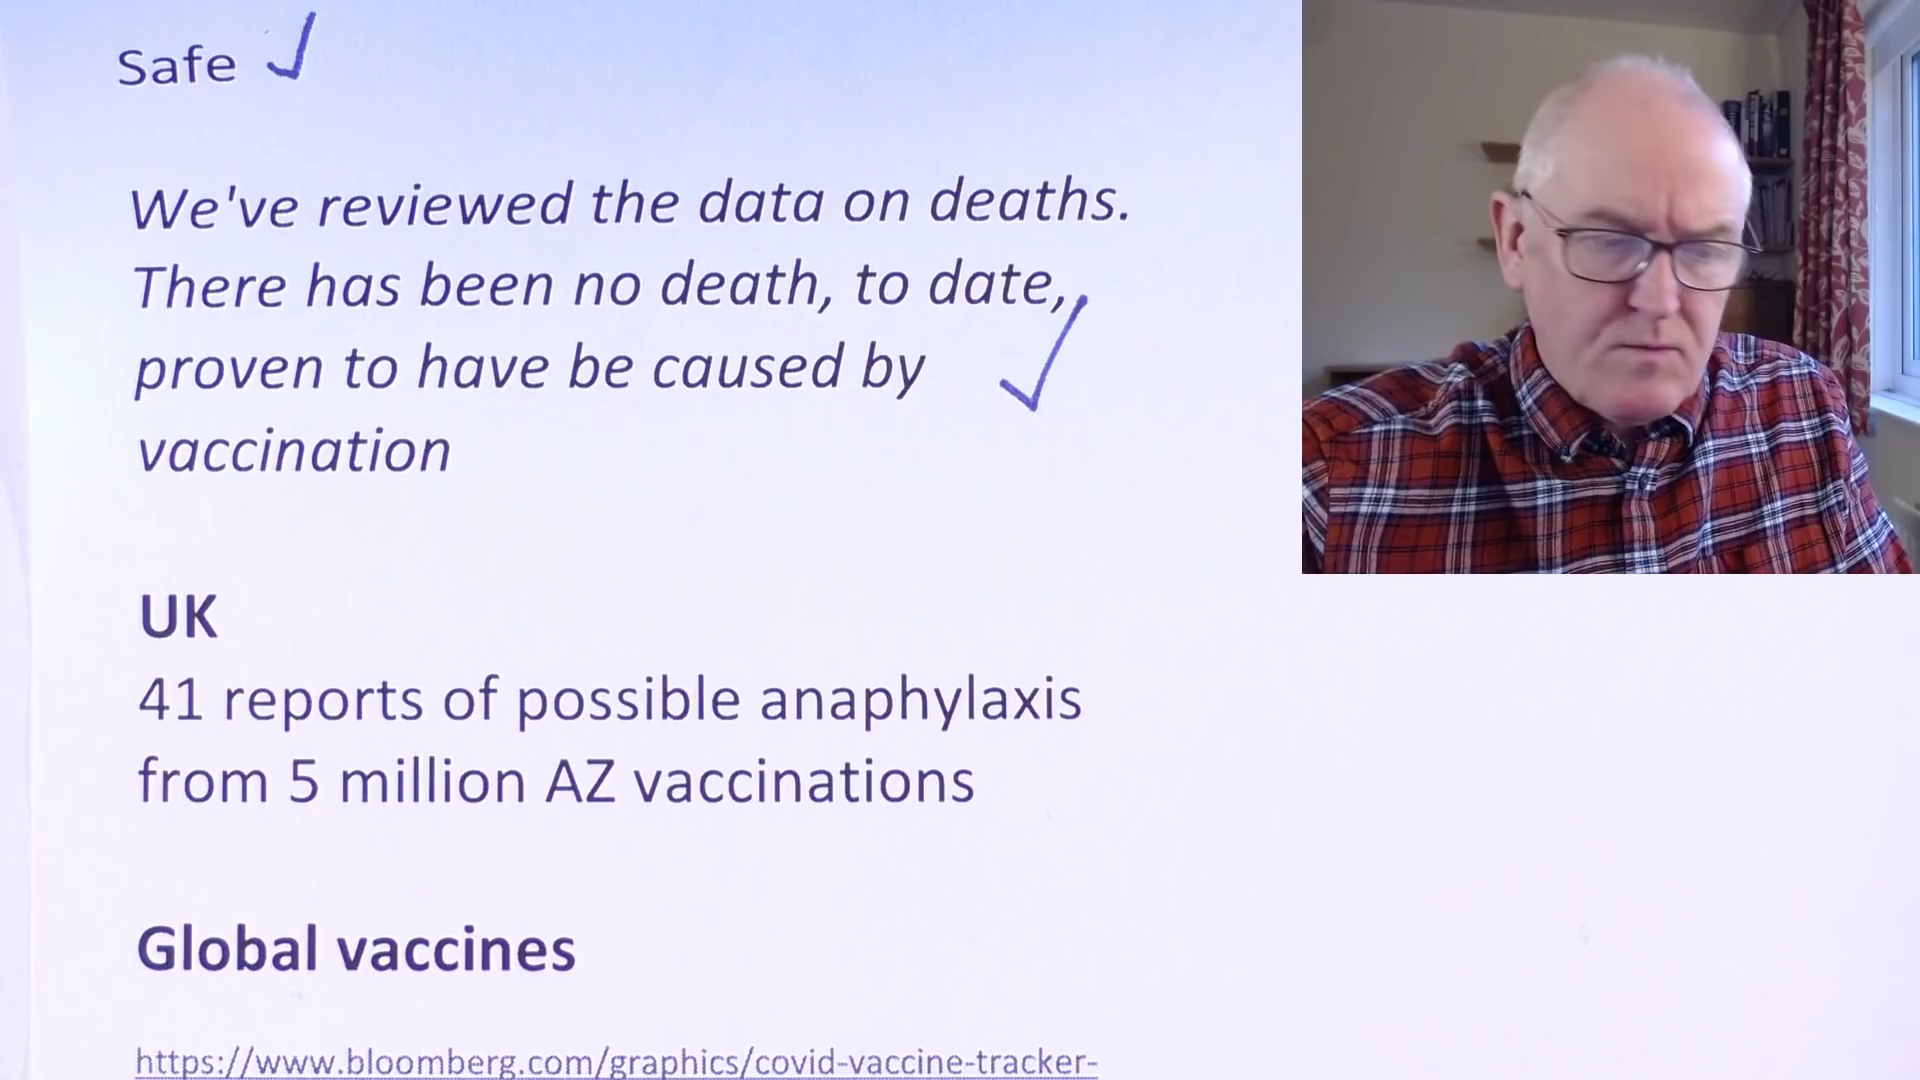 Safe
We've reviewed the data on deaths.
There has been no death, to date,
proven to have be caused by
vaccination
UK
41 reports of possible anaphylaxis
from 5 million AZ vaccinations
Global vaccines
https://www.bloomberg.com/graphics/covid-vaccine-tracker-